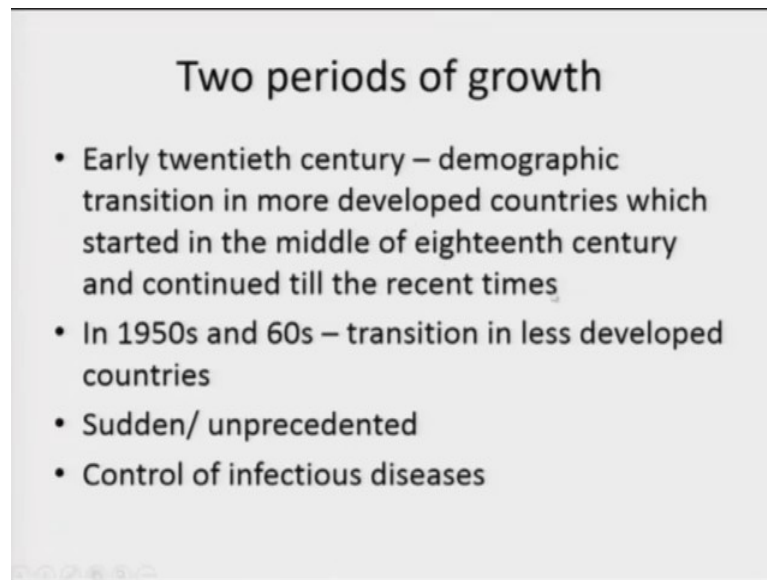 Two periods of growth
• Early twentieth century – demographic
transition in more developed countries which
started in the middle of eighteenth century
and continued till the recent times
• In 1950s and 60s – transition in less developed
countries
• Sudden/ unprecedented
• Control of infectious diseases